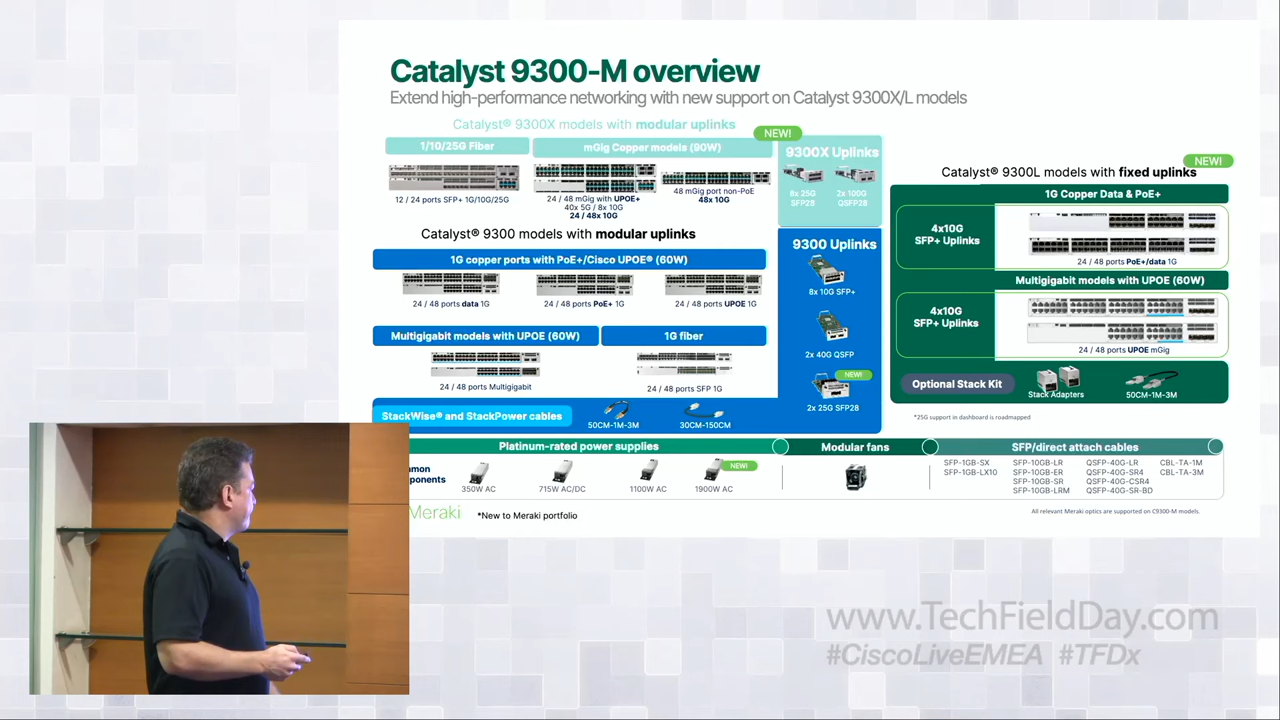 Catalyst 9300-M overview
Extend high-performance networking with new support on Catalyst 9300X/L models
Catalyst® 9300X models with modular uplinks
NEW!
1/10/25G Fiber
mGig Copper models (90W)
12 / 24 ports SFP+ 1G/10G/25G
24 / 48 mGig with UPOE+
40x 5G / 8x 10G
24 / 48x 10G
48 mGig port non-PoE
48x 10G
9300X Uplinks
8x 25G
SFP28
2x 100G
QSFP28
Catalyst® 9300 models with modular uplinks
1G copper ports with PoE+/Cisco UPOE® (60W)
24 / 48 ports data 1G
24 / 48 ports PoE+ 1G
24 / 48 ports UPOE 1G
Multigigabit models with UPOE (60W)
1G fiber
24 / 48 ports Multigigabit
24 / 48 ports SFP 1G
9300 Uplinks
8x 10G SFP+
2x 40G QSFP
NEW!
2x 25G SFP28
StackWise® and StackPower cables
50CM-1M-3M
30CM-150CM
NEW!
Catalyst® 9300L models with fixed uplinks
1G Copper Data & PoE+
4x10G
SFP+ Uplinks
24 / 48 ports PoE+/data 1G
Multigigabit models with UPOE (60W)
4x10G
SFP+ Uplinks
24 / 48 ports UPOE mGig
Optional Stack Kit
Stack Adapters
50CM-1M-3M
*25G support in dashboard is roadmapped
Platinum-rated power supplies
Modular fans
SFP/direct attach cables
350W AC
715W AC/DC
1100W AC
NEW!
1900W AC
SFP-1GB-SX
SFP-1GB-LX10
SFP-10GB-LR
SFP-10GB-ER
SFP-10GB-SR
SFP-10GB-LRM
QSFP-40G-LR
QSFP-40G-SR4
QSFP-40G-CSR4
QSFP-40G-SR-BD
CBL-TA-1M
CBL-TA-3M
Meraki
*New to Meraki portfolio
All relevant Meraki optics are supported on C9300-M models.
www.TechFieldDay.com
#CiscoLiveEMEA #TFDx